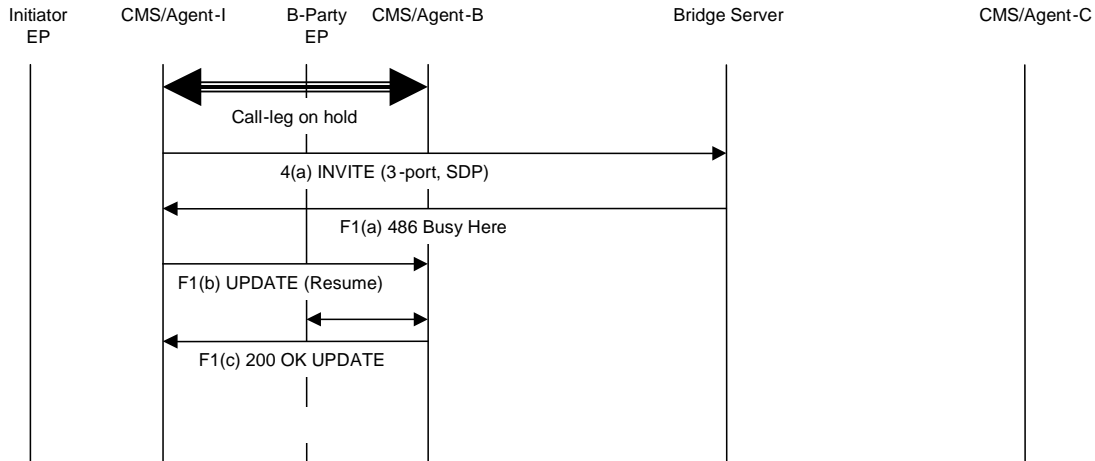 Initiator EP
CMS/Agent-I
B-Party EP
CMS/Agent-B
Bridge Server
CMS/Agent-C
Call-leg on hold
4(a) INVITE (3-port, SDP)
F1(a) 486 Busy Here
F1(b) UPDATE (Resume)
F1(c) 200 OK UPDATE